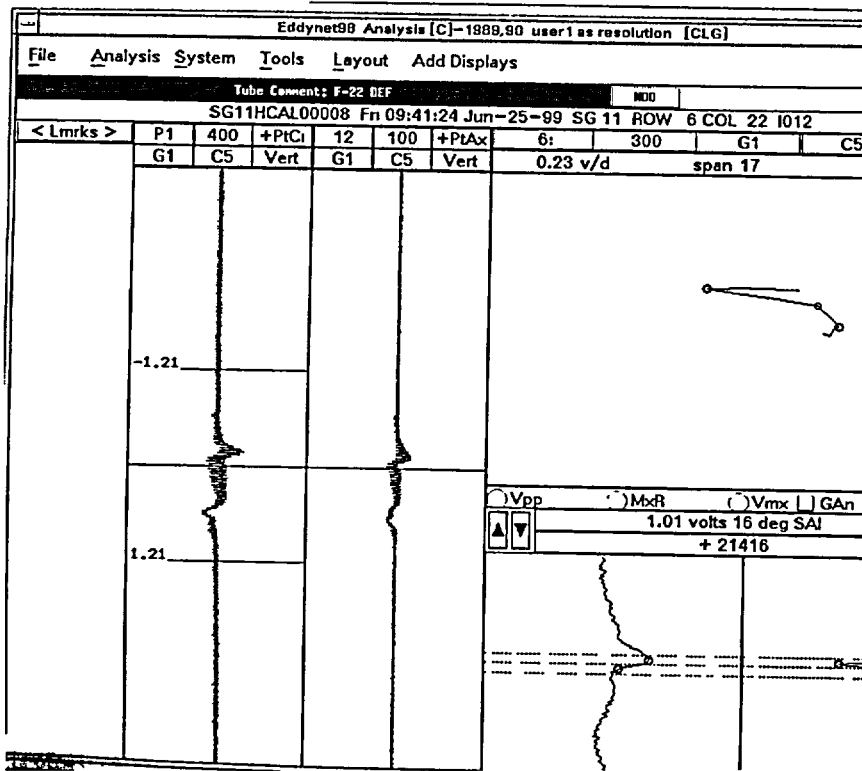 Eddynet98 Analysis [C]-1989,90 user1 as resolution [CLG]
File Analysis System Tools Layout Add Displays
Tube Comment: F-22 DEF
SG11HCAL00008 Fri 09:41:24 Jun-25-99 SG 11 ROW 6 COL 22 I012
< Lmrks > P1 400 +PtCi 12 100 +PtAx 6: 300 G1 C5
G1 C5 Vert G1 C5 Vert 0.23 v/d span 17
-1.21
Vpp MxR Vmx GAn
1.01 volts 16 deg SAI
+ 21416
1.21